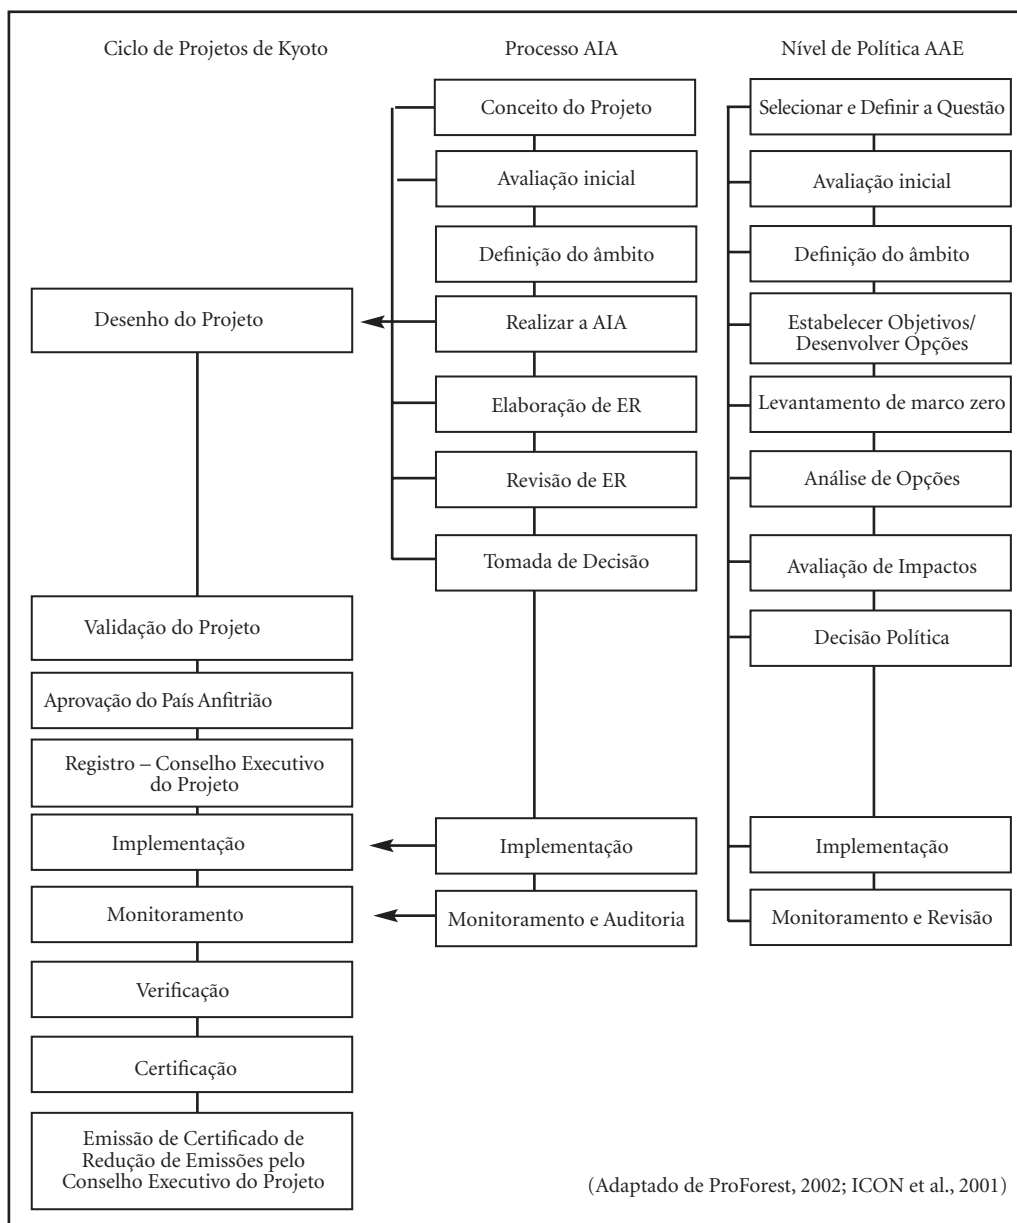 Ciclo de Projetos de Kyoto
Processo AIA
Nível de Política AAE
Conceito do Projeto
Avaliação inicial
Definição do âmbito
Realizar a AIA
Elaboração de ER
Revisão de ER
Tomada de Decisão
Implementação
Monitoramento e Auditoria
Selecionar e Definir a Questão
Avaliação inicial
Definição do âmbito
Estabelecer Objetivos/
Desenvolver Opções
Levantamento de marco zero
Análise de Opções
Avaliação de Impactos
Decisão Política
Implementação
Monitoramento e Revisão
Desenho do Projeto
Validação do Projeto
Aprovação do País Anfitrião
Registro – Conselho Executivo
do Projeto
Implementação
Monitoramento
Verificação
Certificação
Emissão de Certificado de
Redução de Emissões pelo
Conselho Executivo do Projeto
(Adaptado de ProForest, 2002; ICON et al., 2001)